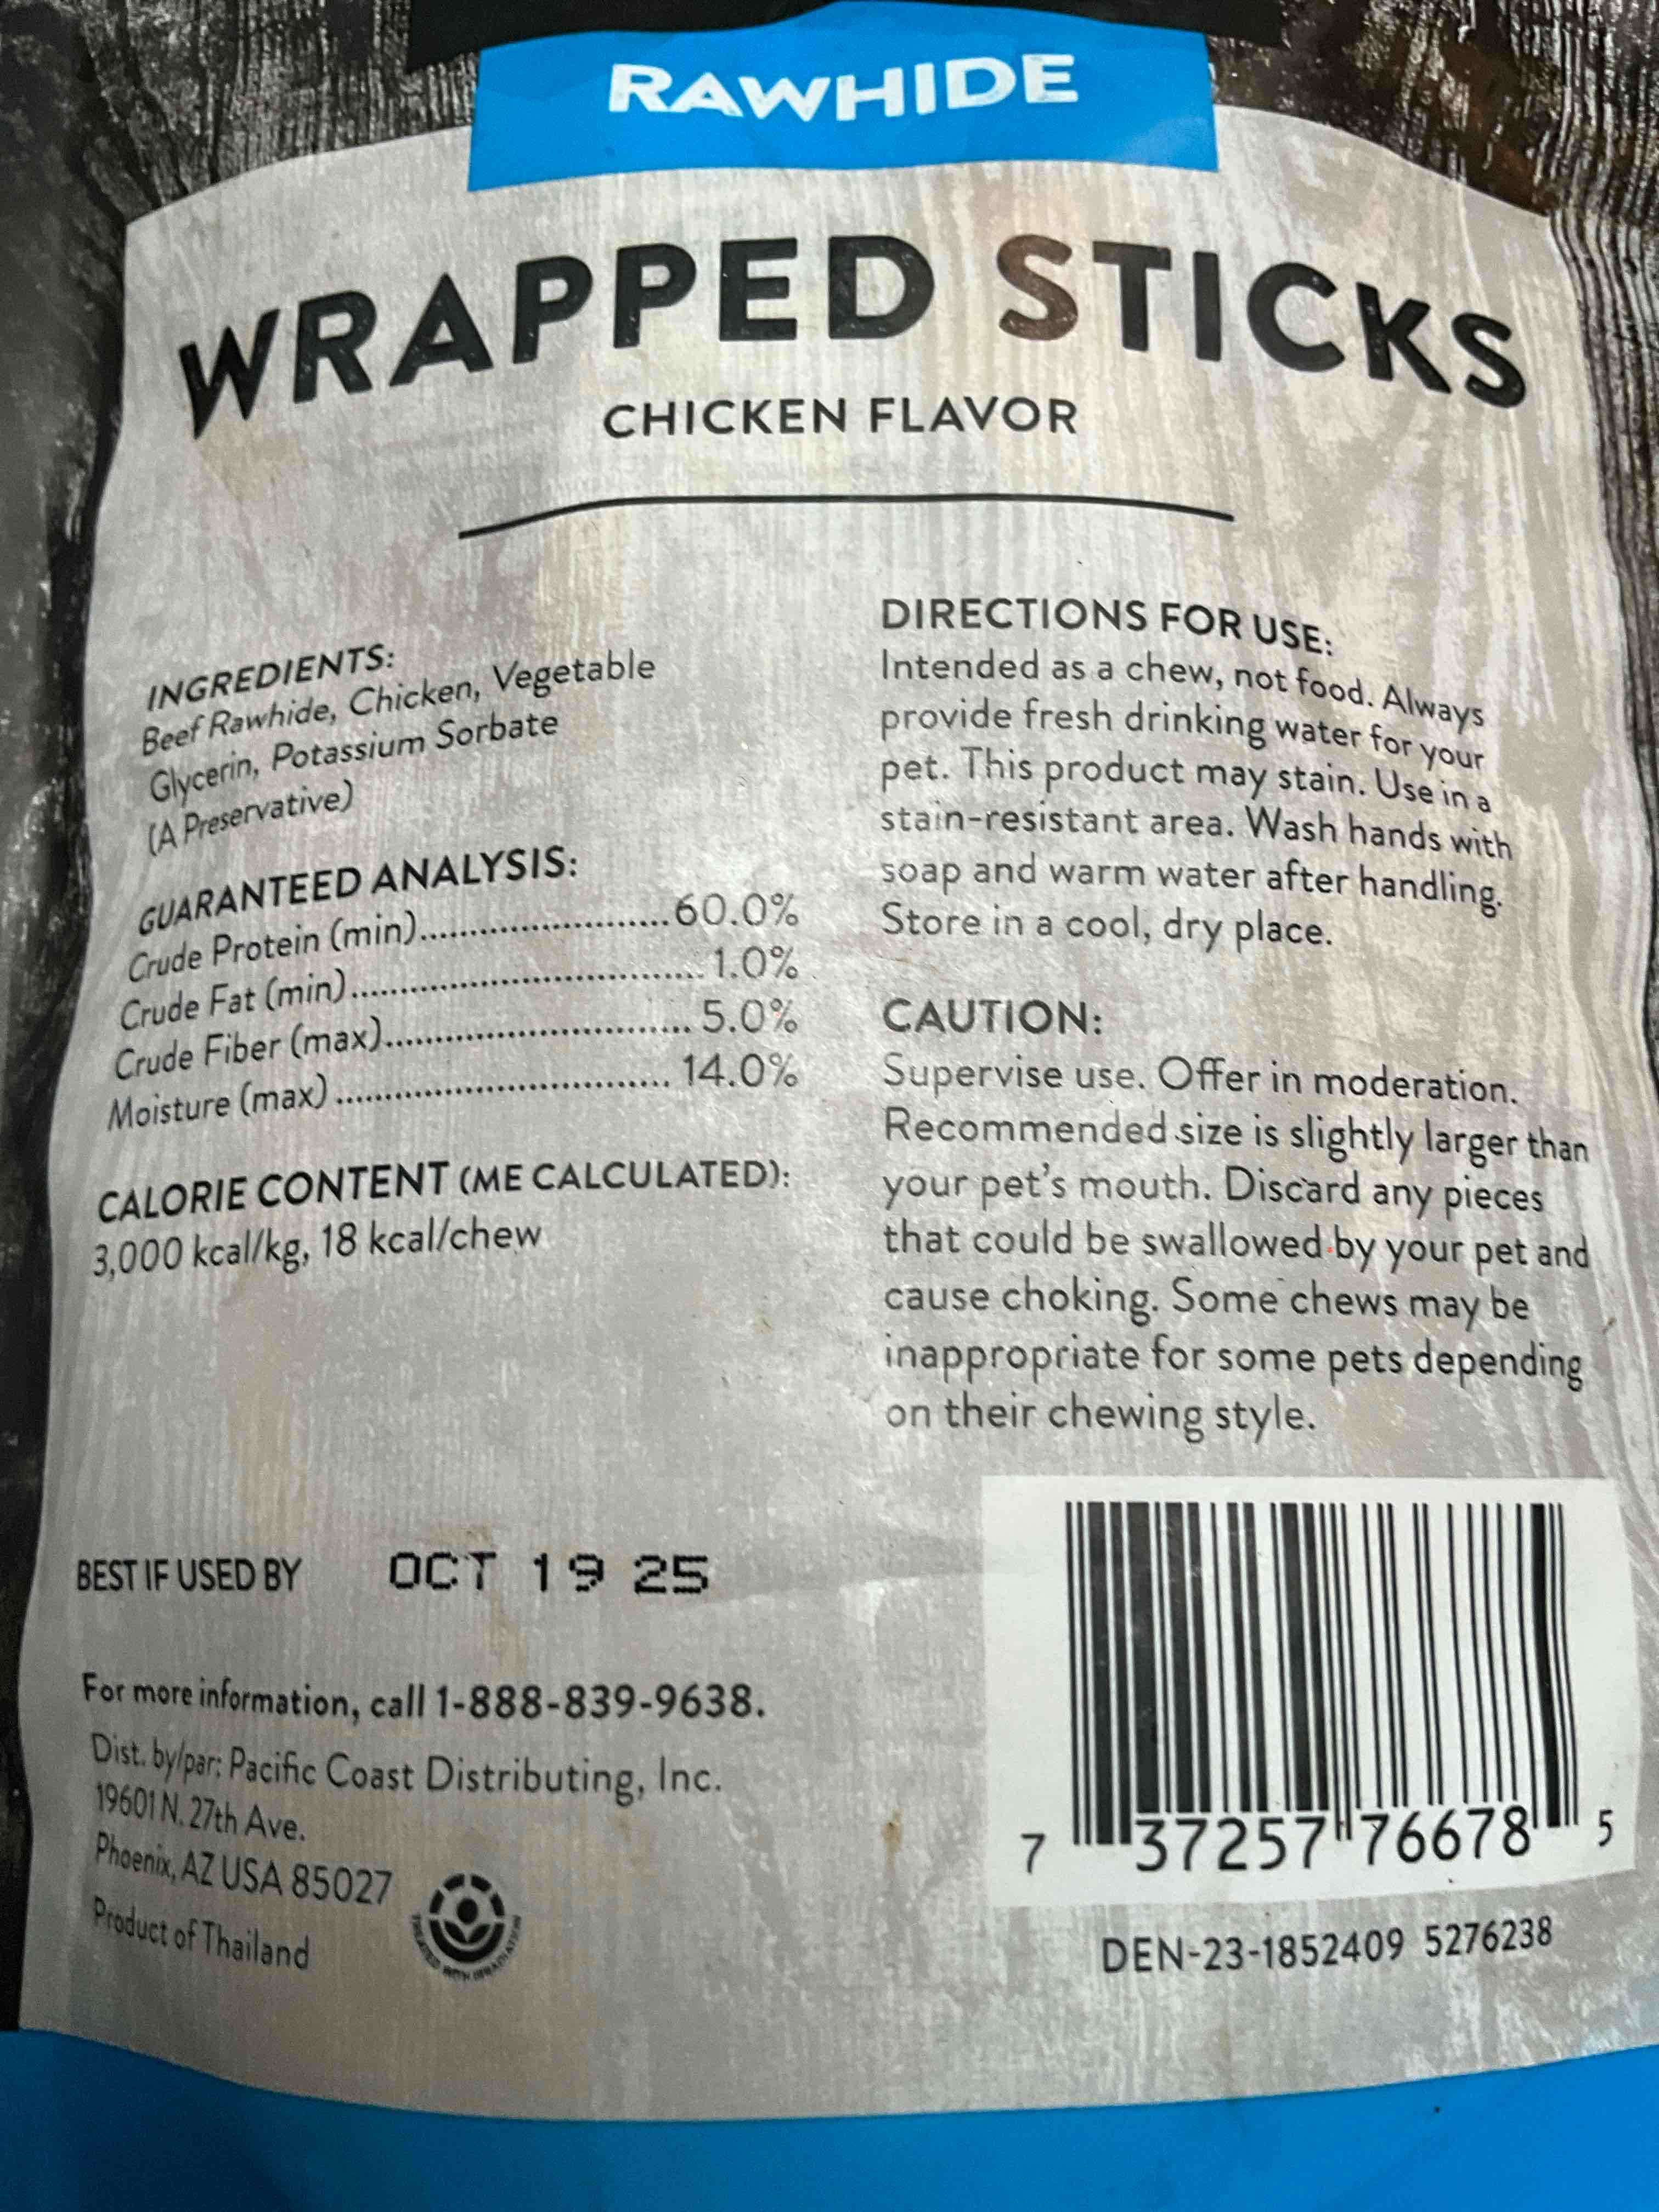 RAWHIDE
WRAPPED STICKS
CHICKEN FLAVOR
INGREDIENTS:
Beef Rawhide, Chicken, Vegetable
Glycerin, Potassium Sorbate
(A Preservative)
GUARANTEED ANALYSIS:
Crude Protein (min)..........................60.0%
Crude Fat (min)....................................1.0%
Crude Fiber (max)...............................5.0%
Moisture (max)..................................14.0%
CALORIE CONTENT (ME CALCULATED):
3,000 kcal/kg, 18 kcal/chew
DIRECTIONS FOR USE:
Intended as a chew, not food. Always
provide fresh drinking water for your
pet. This product may stain. Use in a
stain-resistant area. Wash hands with
soap and warm water after handling.
Store in a cool, dry place.
CAUTION:
Supervise use. Offer in moderation.
Recommended size is slightly larger than
your pet's mouth. Discard any pieces
that could be swallowed by your pet and
cause choking. Some chews may be
inappropriate for some pets depending
on their chewing style.
BEST IF USED BY OCT 19 25
For more information, call 1-888-839-9638.
Dist. by/par: Pacific Coast Distributing, Inc.
19601 N. 27th Ave.
Phoenix, AZ USA 85027
Product of Thailand
TREATED WITH IRRADIATION
7 37257 76678 5
DEN-23-1852409 5276238